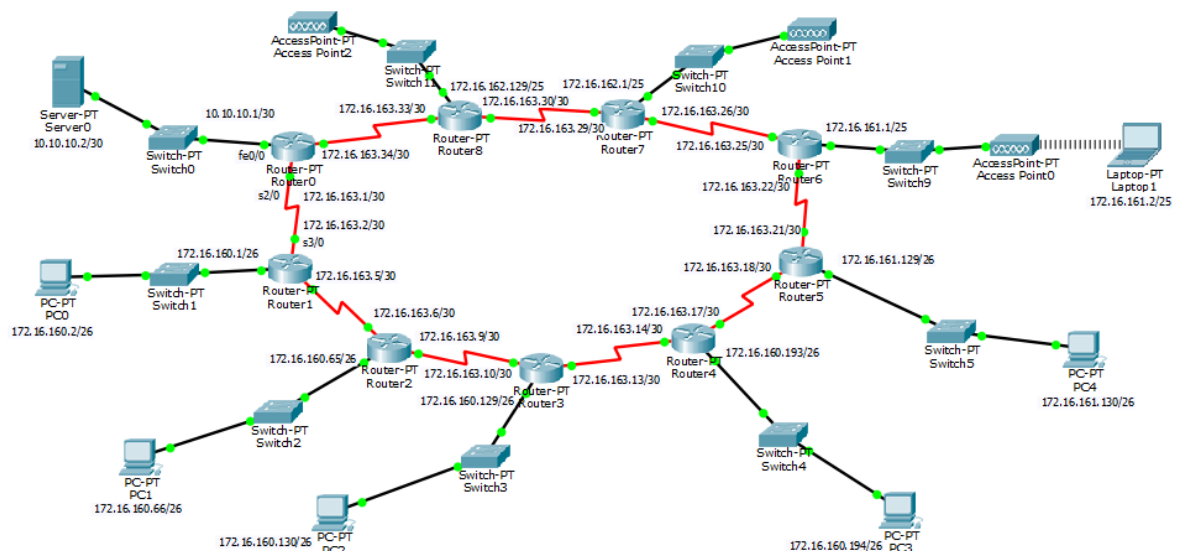 AccessPoint-PT
Access Point2
AccessPoint-PT
Access Point1
Switch-PT
Switch11
Switch-PT
Switch10
172.16.162.129/25
172.16.162.1/25
Server-PT
Server0
10.10.10.2/30
10.10.10.1/30
172.16.163.33/30
172.16.163.30/30
172.16.163.26/30
172.16.163.29/30
172.16.161.1/25
Switch-PT
Switch0
fe0/0
172.16.163.34/30
Router-PT
Router8
Router-PT
Router7
172.16.163.25/30
Router-PT
Router0
Router-PT
Router6
Switch-PT
Switch9
AccessPoint-PT
Access Point0
Laptop-PT
Laptop1
172.16.161.2/25
s2/0
172.16.163.1/30
172.16.163.22/30
172.16.163.2/30
172.16.163.21/30
s3/0
172.16.160.1/26
172.16.163.5/30
172.16.163.18/30
172.16.161.129/26
Switch-PT
Switch1
Router-PT
Router1
Router-PT
Router5
PC-PT
PC0
172.16.160.2/26
172.16.163.6/30
172.16.163.17/30
172.16.163.9/30
172.16.163.14/30
Switch-PT
Switch5
172.16.160.65/26
172.16.160.193/26
Router-PT
Router2
172.16.163.10/30
Router-PT
Router3
172.16.163.13/30
Router-PT
Router4
172.16.160.129/26
PC-PT
PC4
172.16.161.130/26
Switch-PT
Switch2
Switch-PT
Switch4
Switch-PT
Switch3
PC-PT
PC1
172.16.160.66/26
PC-PT
PC2
172.16.160.130/26
PC-PT
PC3
172.16.160.194/26